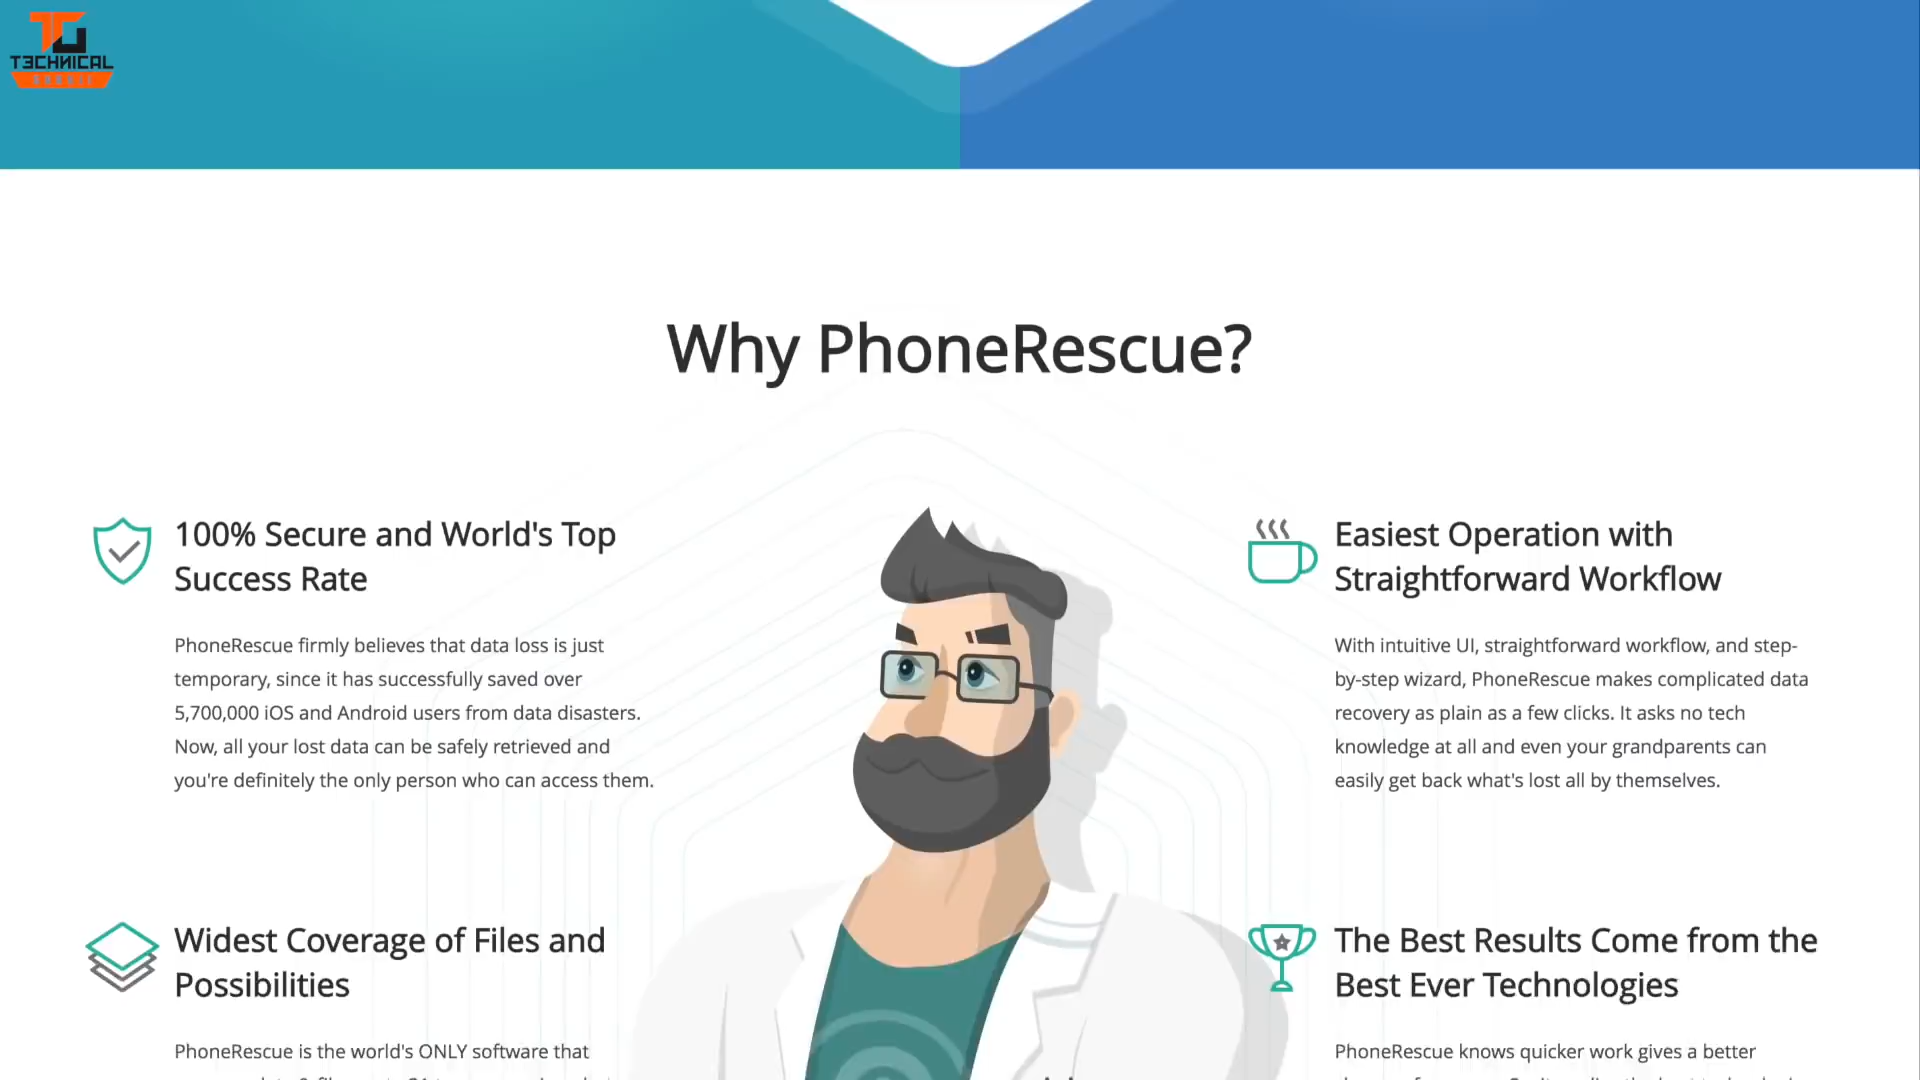 T3CHNICAL
Why PhoneRescue?
100% Secure and World's Top
Success Rate
PhoneRescue firmly believes that data loss is just
temporary, since it has successfully saved over
5,700,000 iOS and Android users from data disasters.
Now, all your lost data can be safely retrieved and
you're definitely the only person who can access them.
Easiest Operation with
Straightforward Workflow
With intuitive UI, straightforward workflow, and step-
by-step wizard, PhoneRescue makes complicated data
recovery as plain as a few clicks. It asks no tech
knowledge at all and even your grandparents can
easily get back what's lost all by themselves.
Widest Coverage of Files and
Possibilities
PhoneRescue is the world's ONLY software that
The Best Results Come from the
Best Ever Technologies
PhoneRescue knows quicker work gives a better